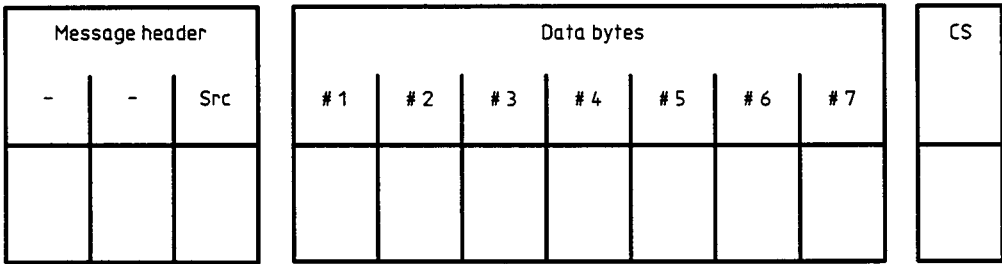 Message header Data bytes CS
- - Src # 1 # 2 # 3 # 4 # 5 # 6 # 7